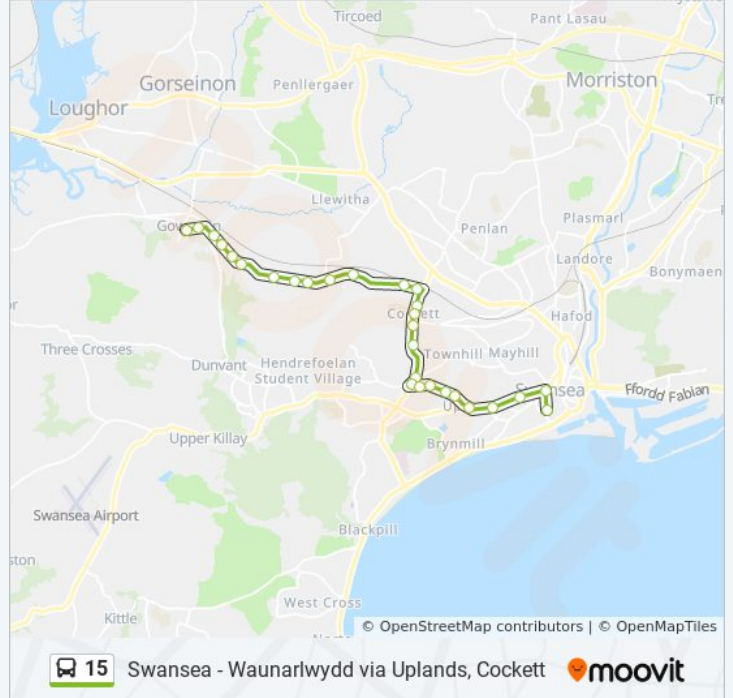 Tircoed
Pant Lasau
Gorseinon
Penllergaer
Morriston
Loughor
Llewitha
Plasmarl
Penlan
Landore
Bonymaen
Hafod
Three Crosses
Townhill
Mayhill
Dunvant
Hendrefoelan
Student Village
Ffordd Fabian
Upper Killay
Brynmill
Swansea Airport
Blackpill
West Cross
Kittle
© OpenStreetMap contributors | © OpenMapTiles
15 Swansea - Waunarlwydd via Uplands, Cockett moovit